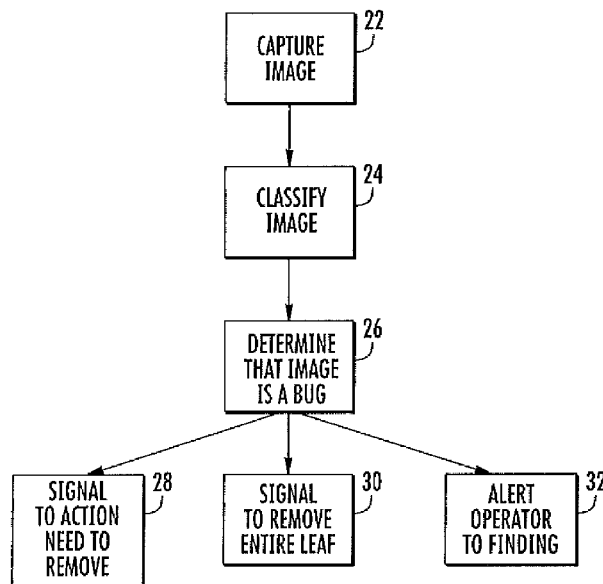 22
CAPTURE
IMAGE
24
CLASSIFY
IMAGE
26
DETERMINE
THAT IMAGE
IS A BUG
28
SIGNAL
TO ACTION
NEED TO
REMOVE
30
SIGNAL
TO REMOVE
ENTIRE LEAF
32
ALERT
OPERATOR
TO FINDING